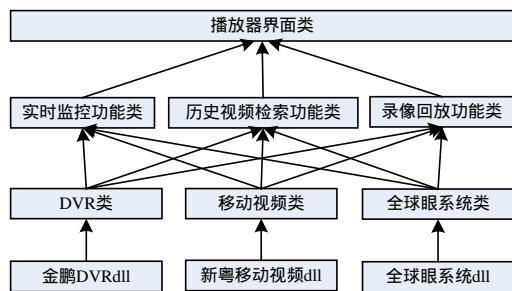 播放器界面类
实时监控功能类
历史视频检索功能类
录像回放功能类
DVR类
移动视频类
全球眼系统类
金鹏DVRdll
新粤移动视频dll
全球眼系统dll